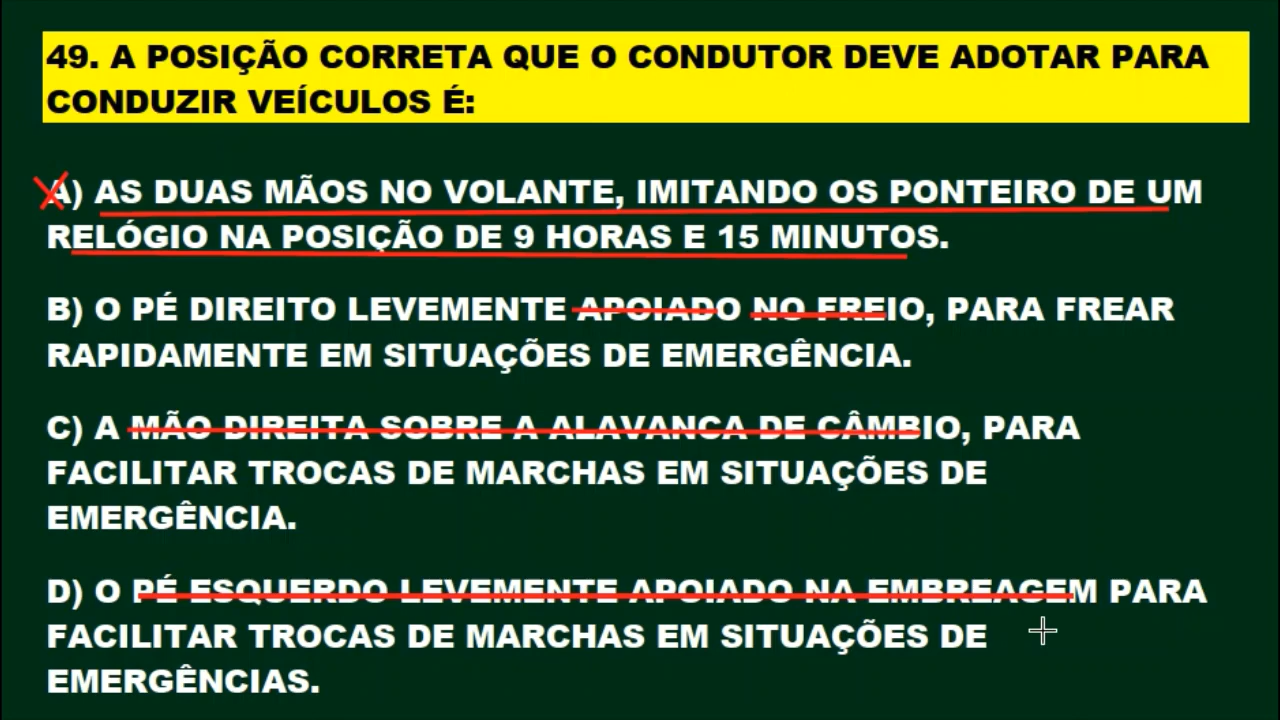 49. A POSIÇÃO CORRETA QUE O CONDUTOR DEVE ADOTAR PARA
CONDUZIR VEÍCULOS É:
A) AS DUAS MÃOS NO VOLANTE, IMITANDO OS PONTEIRO DE UM
RELÓGIO NA POSIÇÃO DE 9 HORAS E 15 MINUTOS.
B) O PÉ DIREITO LEVEMENTE APOIADO NO FREIO, PARA FREAR
RAPIDAMENTE EM SITUAÇÕES DE EMERGÊNCIA.
C) A MÃO DIREITA SOBRE A ALAVANCA DE CÂMBIO, PARA
FACILITAR TROCAS DE MARCHAS EM SITUAÇÕES DE
EMERGÊNCIA.
D) O PÉ ESQUERDO LEVEMENTE APOIADO NA EMBREAGEM PARA
FACILITAR TROCAS DE MARCHAS EM SITUAÇÕES DE
EMERGÊNCIAS.